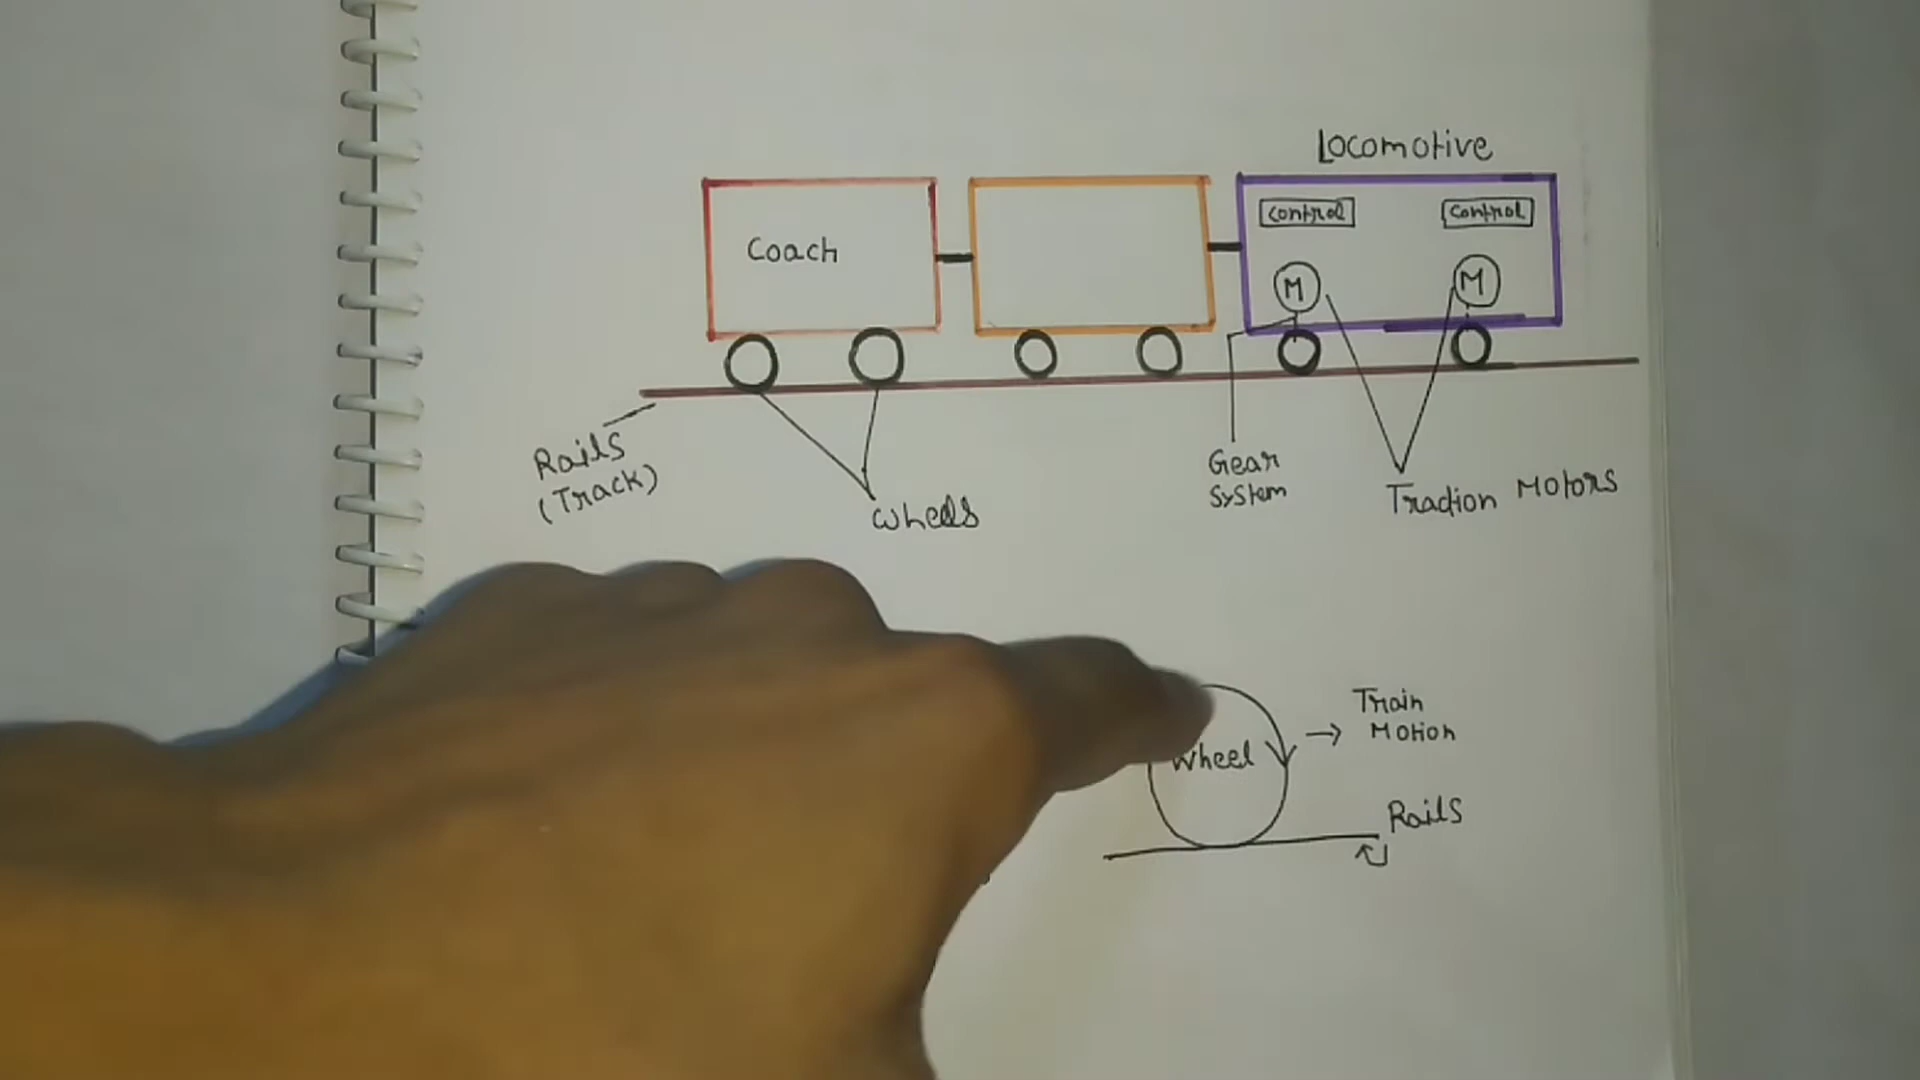 Locomotive
Control
Control
Coach
M
M
Rails
(Track)
Wheels
Gear
System
Traction Motors
Wheel
Train
Motion
Rails